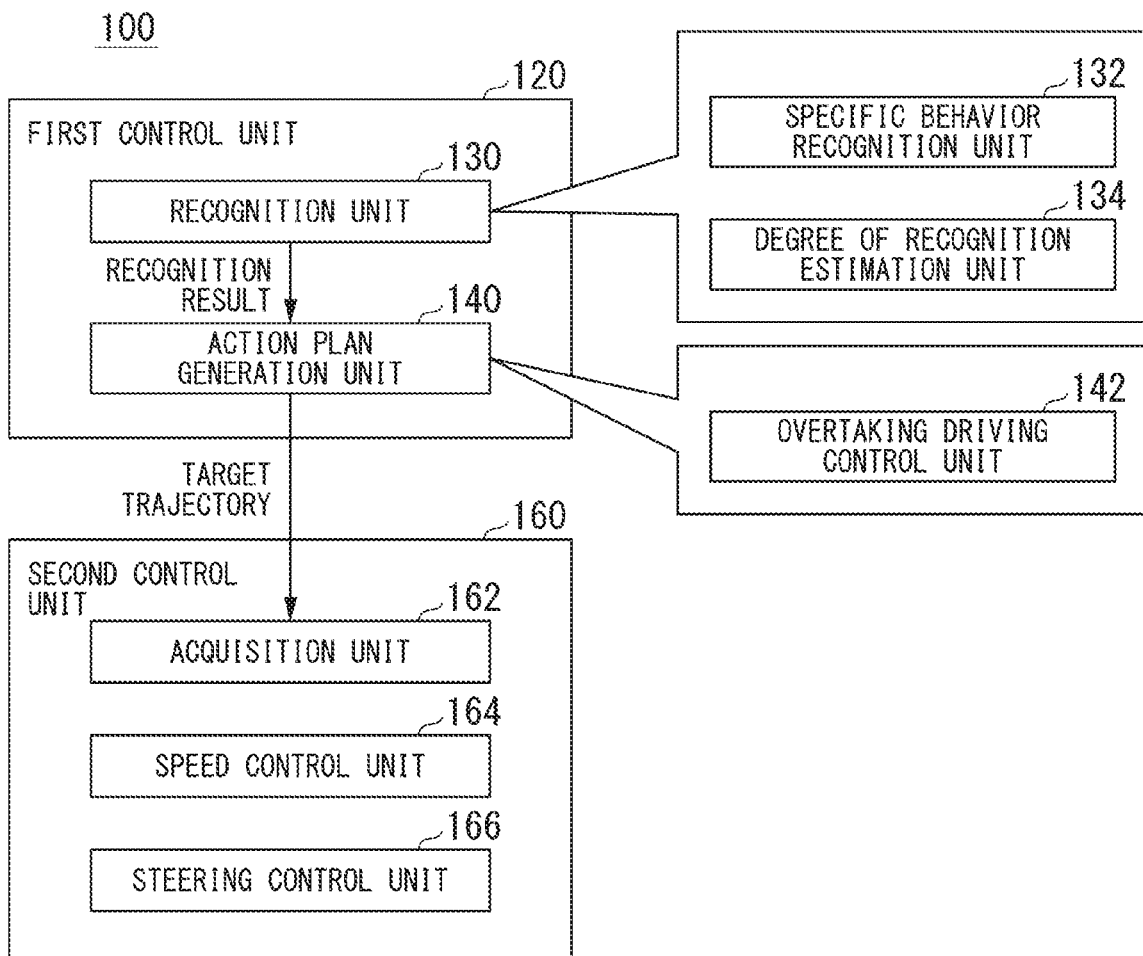 100
120
FIRST CONTROL UNIT
130
RECOGNITION UNIT
RECOGNITION
RESULT
140
ACTION PLAN
GENERATION UNIT
132
SPECIFIC BEHAVIOR
RECOGNITION UNIT
134
DEGREE OF RECOGNITION
ESTIMATION UNIT
142
OVERTAKING DRIVING
CONTROL UNIT
TARGET
TRAJECTORY
160
SECOND CONTROL
UNIT
162
ACQUISITION UNIT
164
SPEED CONTROL UNIT
166
STEERING CONTROL UNIT